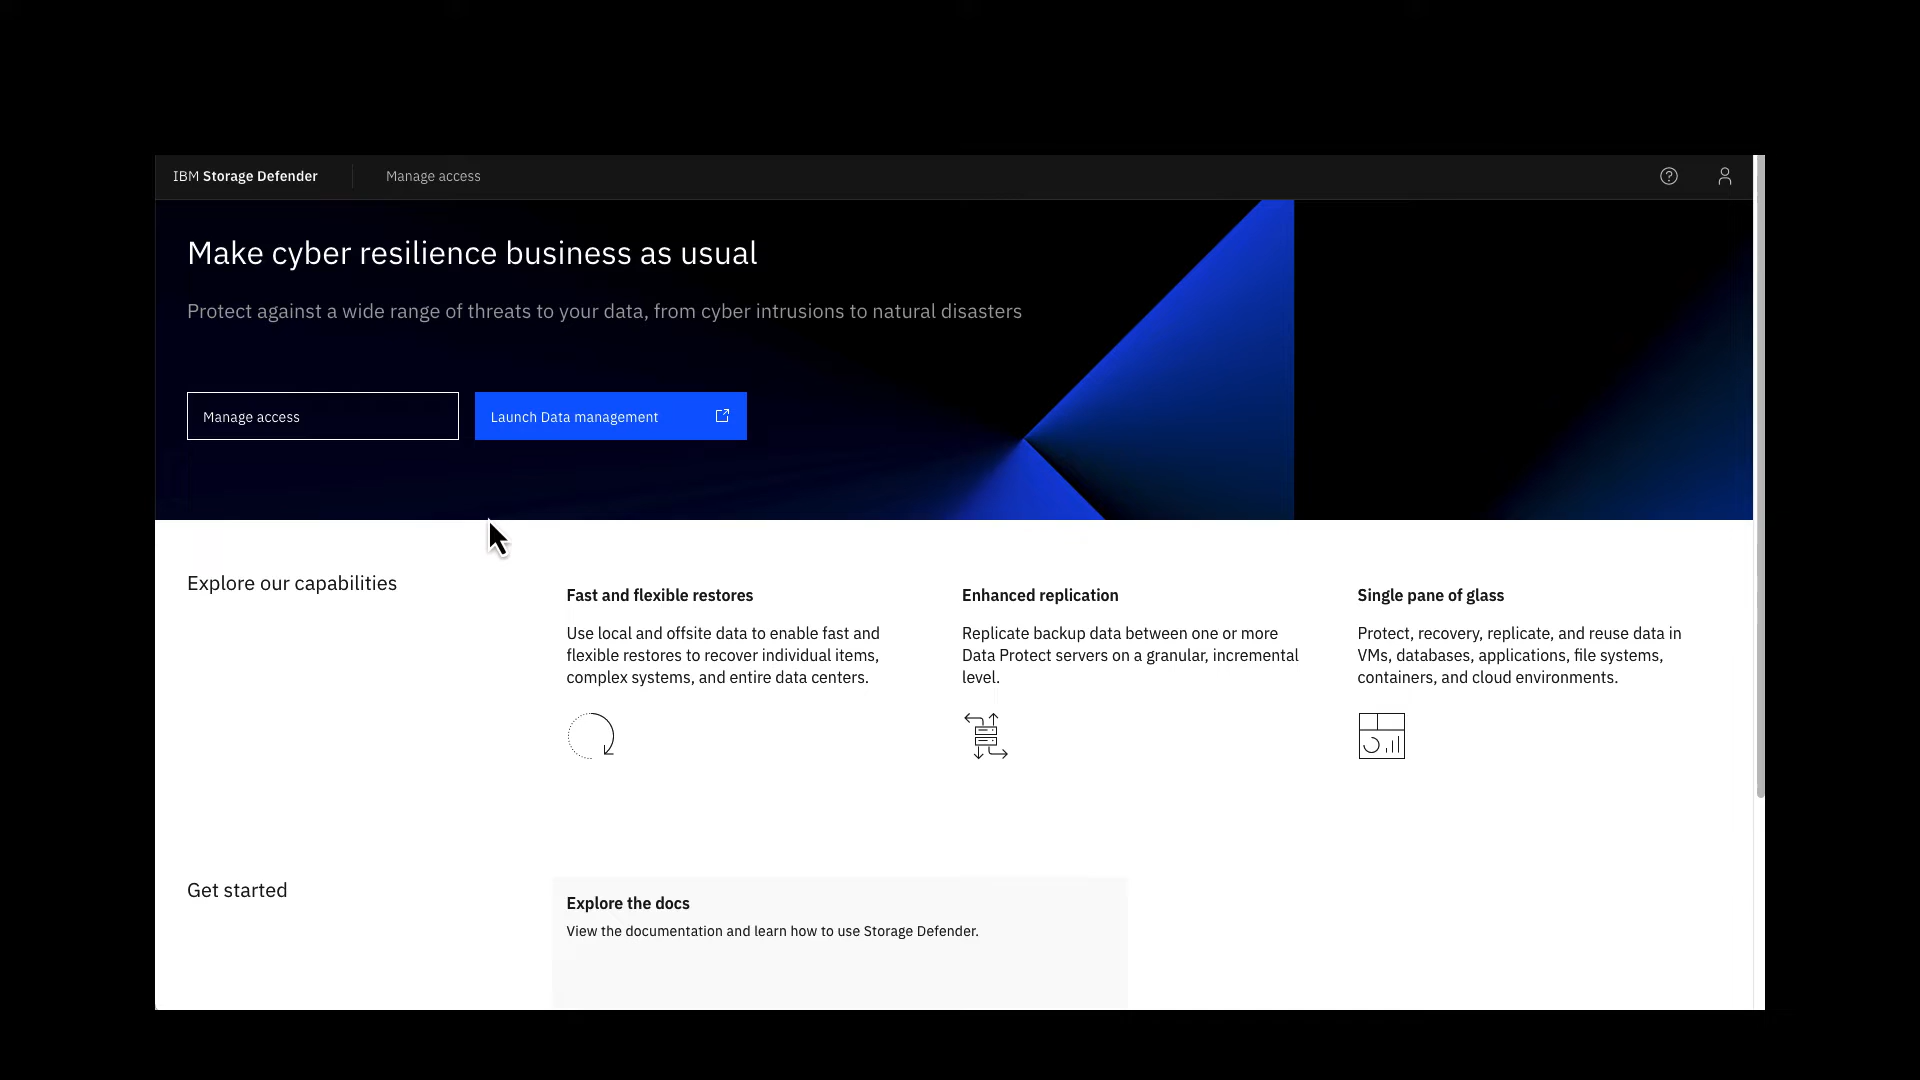 IBM Storage Defender
Manage access
Make cyber resilience business as usual
Protect against a wide range of threats to your data, from cyber intrusions to natural disasters
Manage access
Launch Data management
Explore our capabilities
Fast and flexible restores
Use local and offsite data to enable fast and
flexible restores to recover individual items,
complex systems, and entire data centers.
Enhanced replication
Replicate backup data between one or more
Data Protect servers on a granular, incremental
level.
Single pane of glass
Protect, recovery, replicate, and reuse data in
VMs, databases, applications, file systems,
containers, and cloud environments.
Get started
Explore the docs
View the documentation and learn how to use Storage Defender.